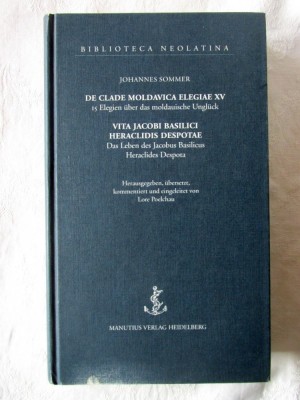 BIBLIOTECA NEOLATINA
JOHANNES SOMMER
DE CLADE MOLDAVICA ELEGIAE XV
15 Elegien über das moldauische Unglück
VITA JACOBI BASILICI
HERACLIDIS DESPOTAE
Das Leben des Jacobus Basilicus
Heraclides Despota
Herausgegeben, übersetzt,
kommentiert und eingeleitet von
Lore Poelchau
MANUTIUS VERLAG HEIDELBERG